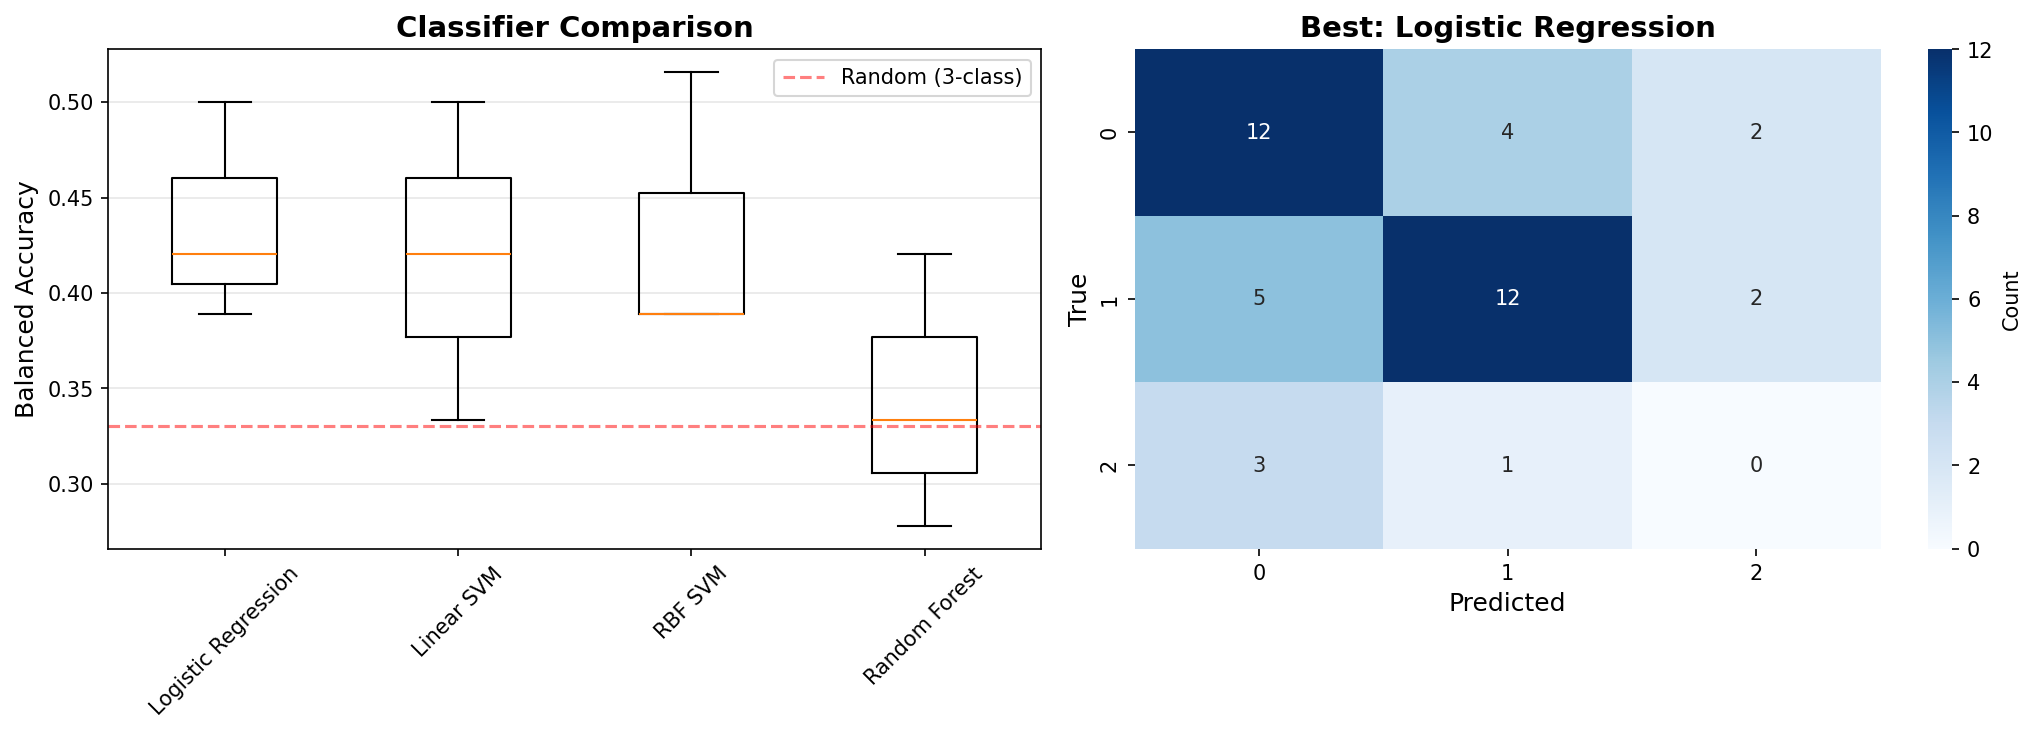 Classifier Comparison
Balanced Accuracy
0.50
0.45
0.40
0.35
0.30
Random (3-class)
Logistic Regression
Linear SVM
RBF SVM
Random Forest
Best: Logistic Regression
True
0
1
2
12 4 2
5 12 2
3 1 0
0 1 2
Predicted
12
10
8
6
4
2
0
Count